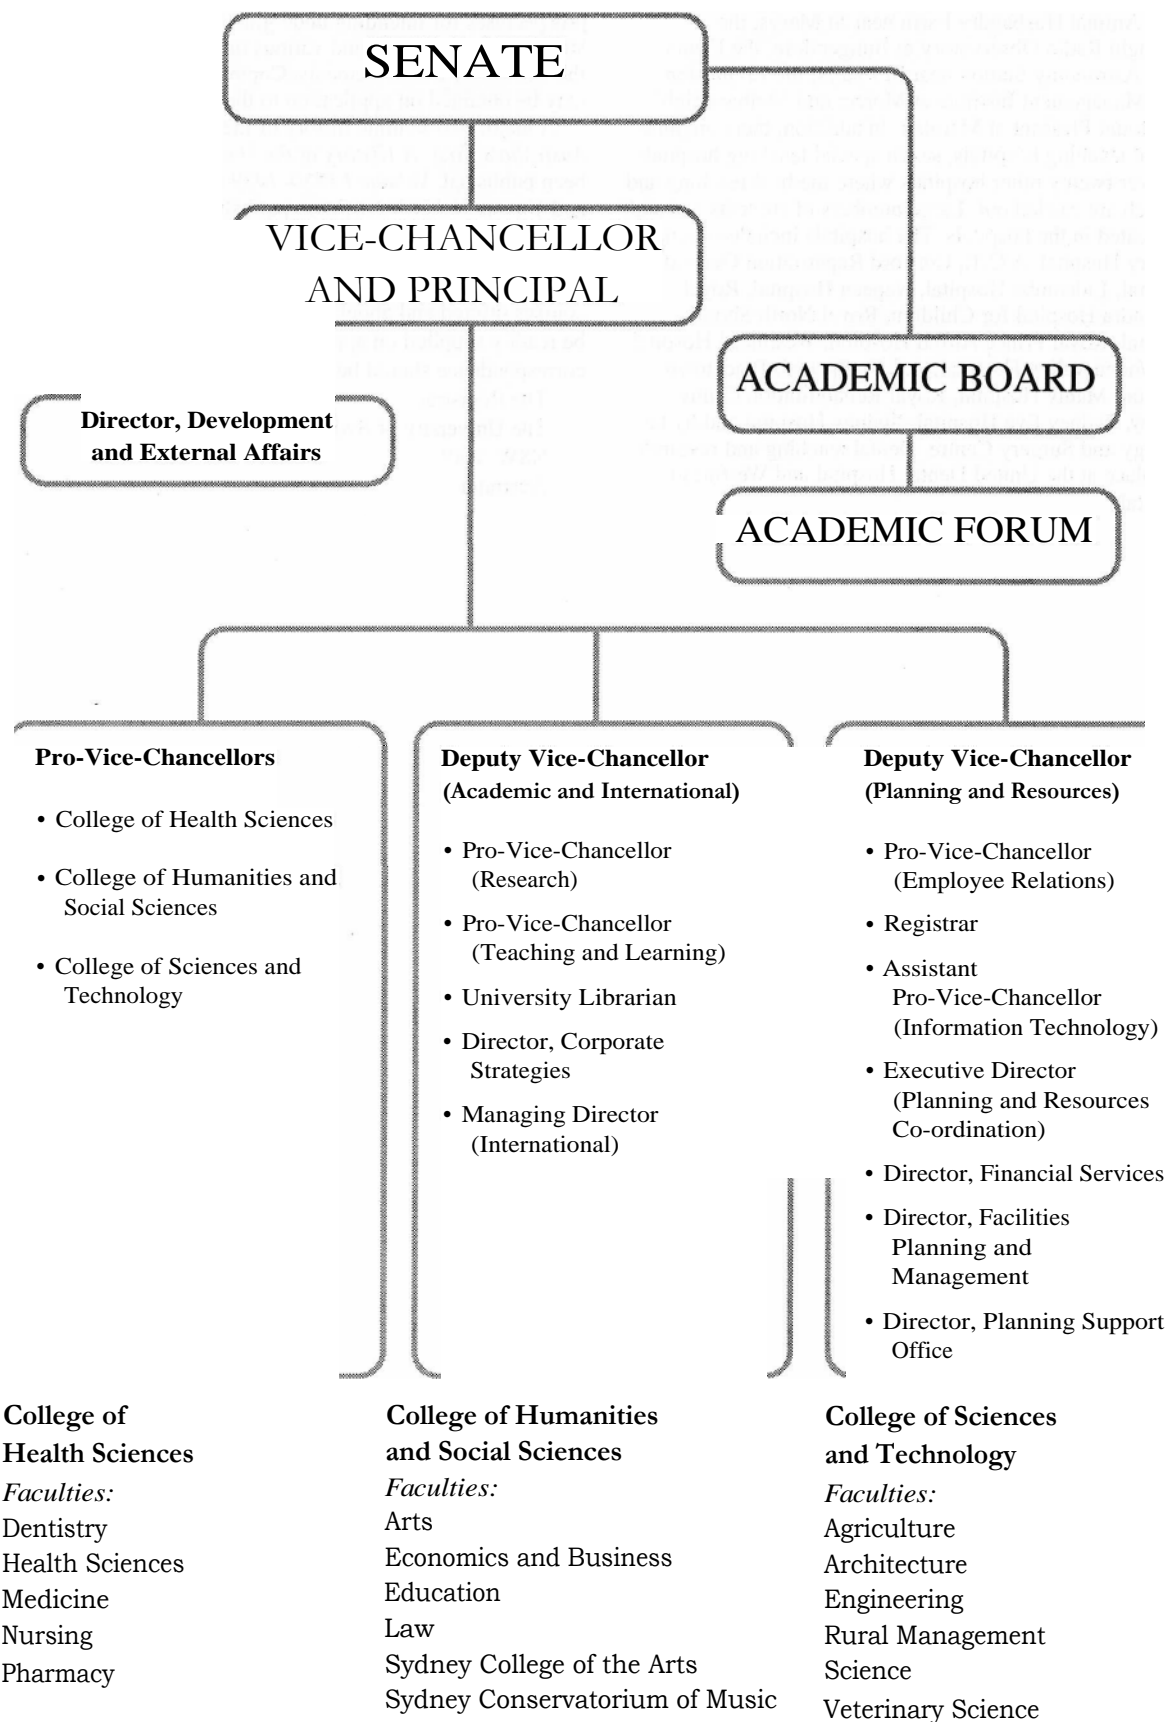 SENATE
VICE-CHANCELLOR
AND PRINCIPAL
ACADEMIC BOARD
Director, Development
and External Affairs
ACADEMIC FORUM
Pro-Vice-Chancellors
• College of Health Sciences
• College of Humanities and
Social Sciences
• College of Sciences and
Technology
Deputy Vice-Chancellor
(Academic and International)
• Pro-Vice-Chancellor
(Research)
• Pro-Vice-Chancellor
(Teaching and Learning)
• University Librarian
• Director, Corporate
Strategies
• Managing Director
(International)
Deputy Vice-Chancellor
(Planning and Resources)
• Pro-Vice-Chancellor
(Employee Relations)
• Registrar
• Assistant
Pro-Vice-Chancellor
(Information Technology)
• Executive Director
(Planning and Resources
Co-ordination)
• Director, Financial Services
• Director, Facilities
Planning and
Management
• Director, Planning Support
Office
College of
Health Sciences
Faculties:
Dentistry
Health Sciences
Medicine
Nursing
Pharmacy
College of Humanities
and Social Sciences
Faculties:
Arts
Economics and Business
Education
Law
Sydney College of the Arts
Sydney Conservatorium of Music
College of Sciences
and Technology
Faculties:
Agriculture
Architecture
Engineering
Rural Management
Science
Veterinary Science